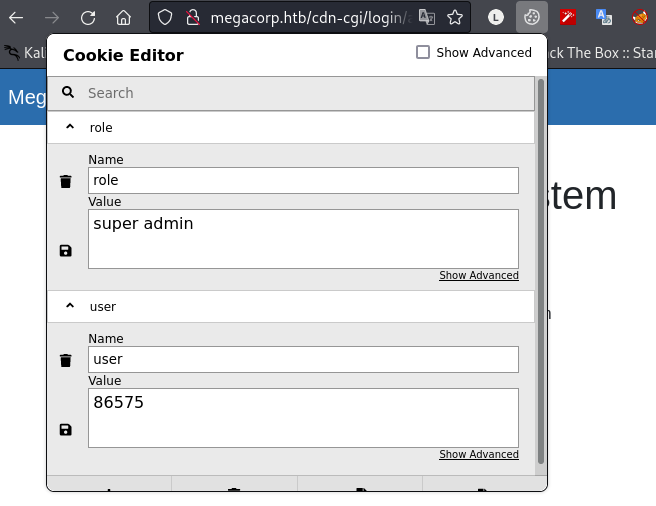 megacorp.htb/cdn-cgi/login/
L
Kal
ck The Box :: Star
Meg
Cookie Editor
Show Advanced
Search
role
Name
role
Value
super admin
Show Advanced
user
Name
user
Value
86575
Show Advanced
stem